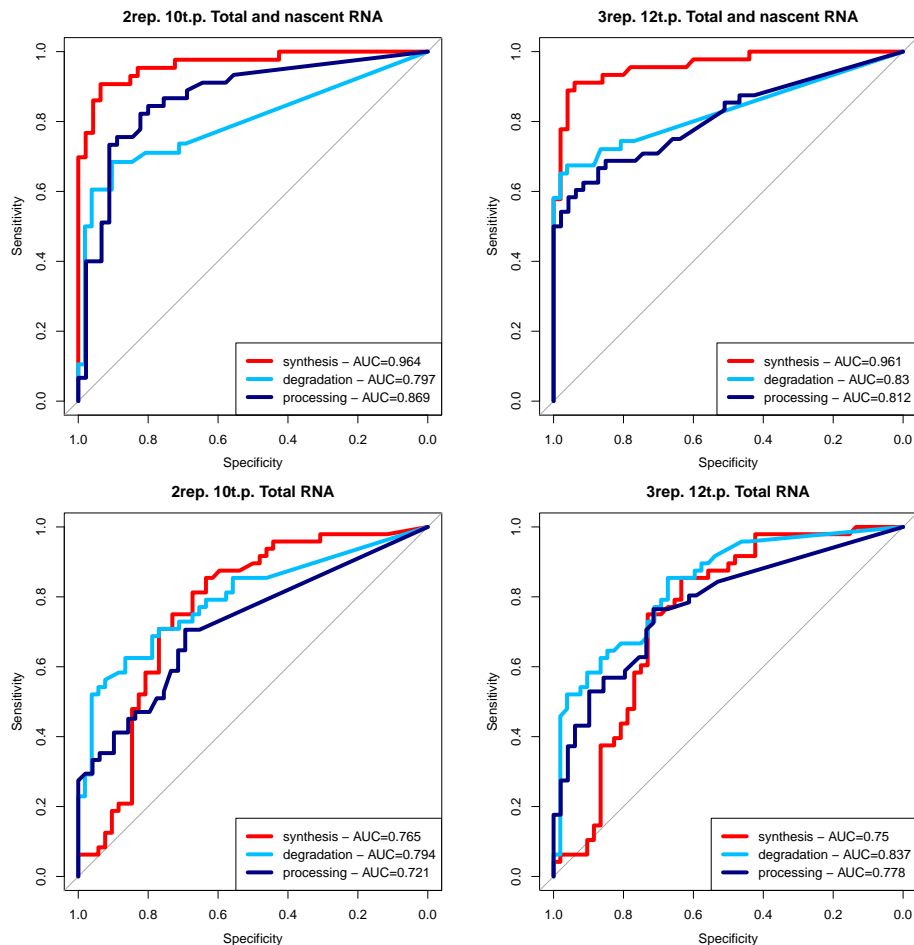 2rep. 10t.p. Total and nascent RNA
Sensitivity
0.0 0.2 0.4 0.6 0.8 1.0
synthesis − AUC=0.964
degradation − AUC=0.797
processing − AUC=0.869
1.0 0.8 0.6 0.4 0.2 0.0
Specificity
3rep. 12t.p. Total and nascent RNA
Sensitivity
0.0 0.2 0.4 0.6 0.8 1.0
synthesis − AUC=0.961
degradation − AUC=0.83
processing − AUC=0.812
1.0 0.8 0.6 0.4 0.2 0.0
Specificity
2rep. 10t.p. Total RNA
Sensitivity
0.0 0.2 0.4 0.6 0.8 1.0
synthesis − AUC=0.765
degradation − AUC=0.794
processing − AUC=0.721
1.0 0.8 0.6 0.4 0.2 0.0
Specificity
3rep. 12t.p. Total RNA
Sensitivity
0.0 0.2 0.4 0.6 0.8 1.0
synthesis − AUC=0.75
degradation − AUC=0.837
processing − AUC=0.778
1.0 0.8 0.6 0.4 0.2 0.0
Specificity